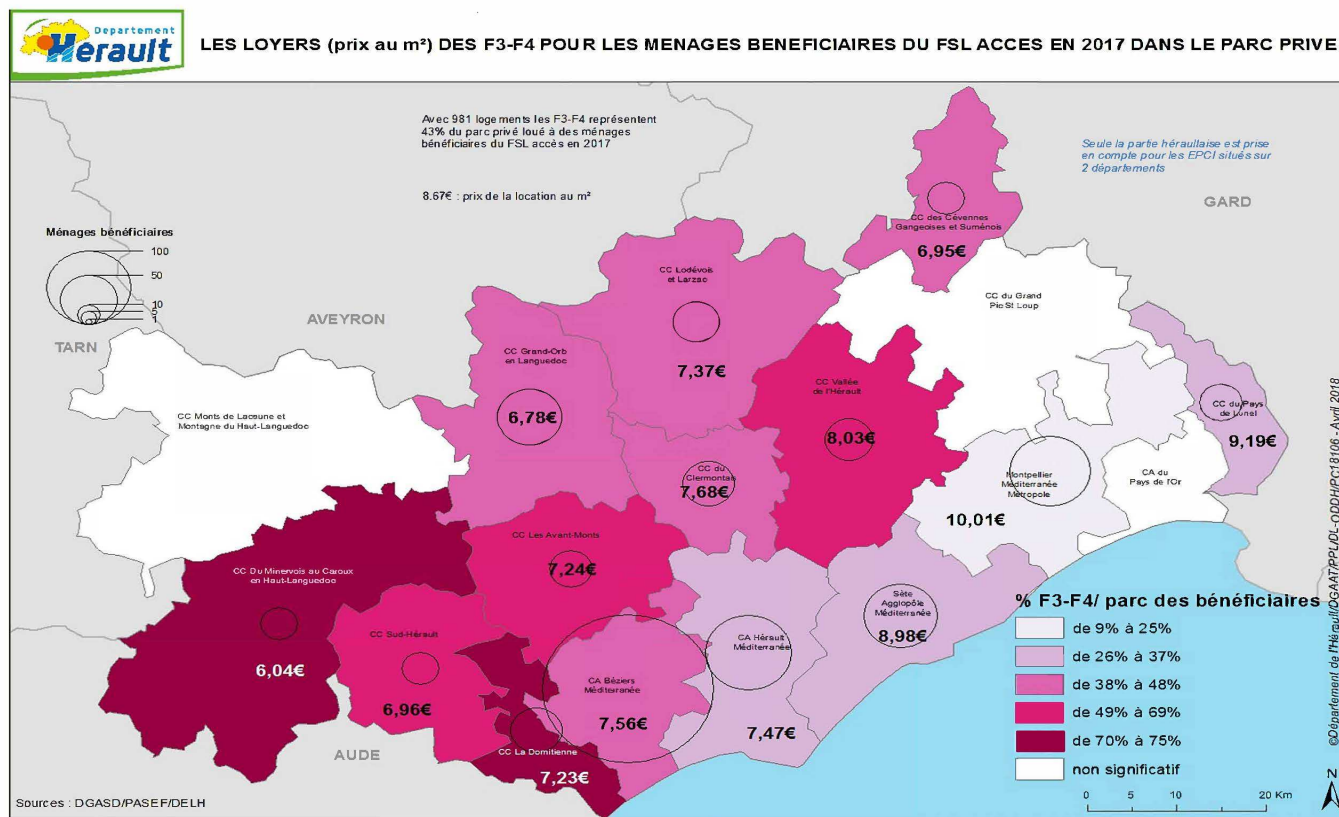 Departement
Herault
LES LOYERS (prix au m²) DES F3-F4 POUR LES MENAGES BENEFICIAIRES DU FSL ACCES EN 2017 DANS LE PARC PRIVE
Avec 981 logements les F3-F4 représentent
43% du parc privé loué à des ménages
bénéficiaires du FSL accès en 2017
8.67€ : prix de la location au m²
Seule la partie héraultaise est prise
en compte pour les EPCI situés sur
2 départements
GARD
Ménages bénéficiaires
100
50
10
5
1
AVEYRON
TARN
CC des Cévennes
Gangeoises et Suménois
6,95€
CC Lodévois
et Larzac
7,37€
CC du Grand
Pic St Loup
CC Grand-Orb
en Languedoc
6,78€
CC Vallée
de l'Hérault
8,03€
CC du Pays
de Lunel
9,19€
CC Monts de Lacaune et
Montagne du Haut-Languedoc
CC du
Clermontais
7,68€
Montpellier
Méditerranée
Métropole
10,01€
CA du
Pays de l'Or
CC Les Avant-Monts
7,24€
CC Du Minervois au Caroux
en Haut-Languedoc
6,04€
CC Sud-Hérault
6,96€
Sète
Agglopôle
Méditerranée
8,98€
CA Hérault
Méditerranée
7,47€
CA Béziers
Méditerranée
7,56€
CC La Domitienne
7,23€
AUDE
% F3-F4/ parc des bénéficiaires
de 9% à 25%
de 26% à 37%
de 38% à 48%
de 49% à 69%
de 70% à 75%
non significatif
0 5 10 20 Km
N
Sources : DGASD/PASEF/DELH
©Département de l'Hérault/DGAAT/PPL/DL-ODDH/PC18106 - Avril 2018